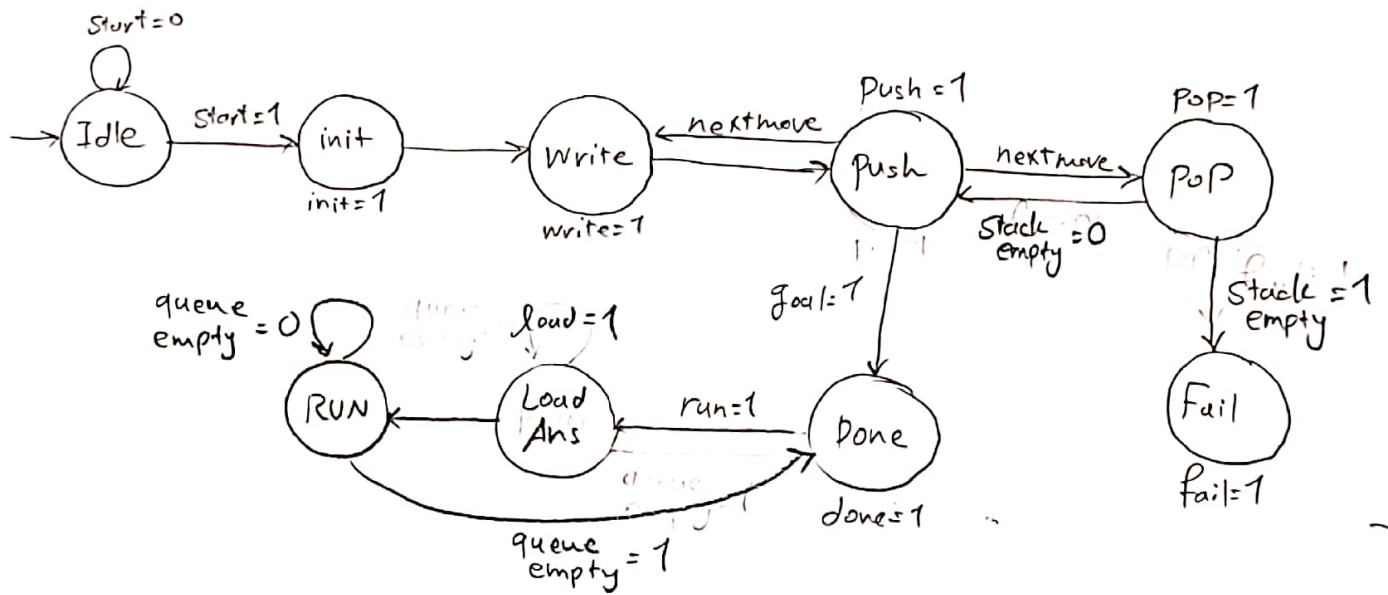 Start=0
Idle
Start=1
init
init=1
Write
write=1
nextmove
Push=1
Push
nextmove
Pop=1
PoP
Stack
empty=0
goal=1
Stack
empty=1
Fail
fail=1
queue
empty=0
RUN
load=1
Load
Ans
run=1
Done
done=1
queue
empty=1